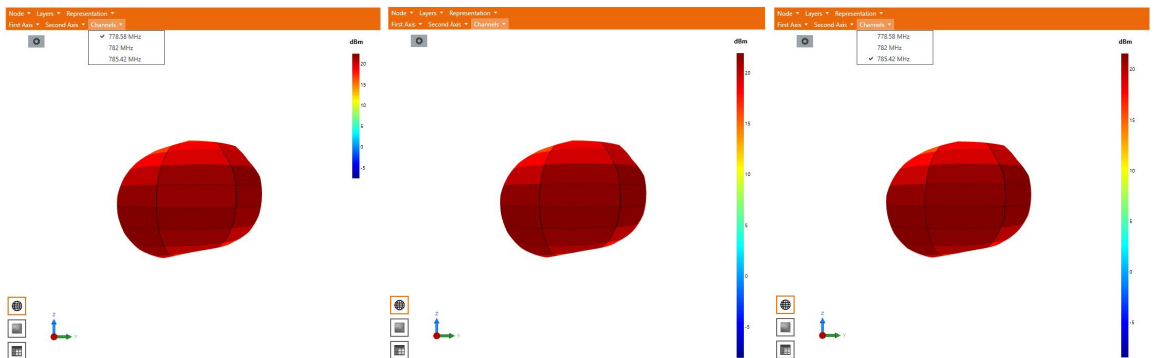 Node Layers Representation
First Axis Second Axis Channels
778.58 MHz
782 MHz
785.42 MHz
dBm
20
15
10
5
0
-5
Z
Y
Node Layers Representation
First Axis Second Axis Channels
dBm
20
15
10
5
0
-5
Z
Y
Node Layers Representation
First Axis Second Axis Channels
778.58 MHz
782 MHz
785.42 MHz
dBm
20
15
10
5
0
-5
Z
Y